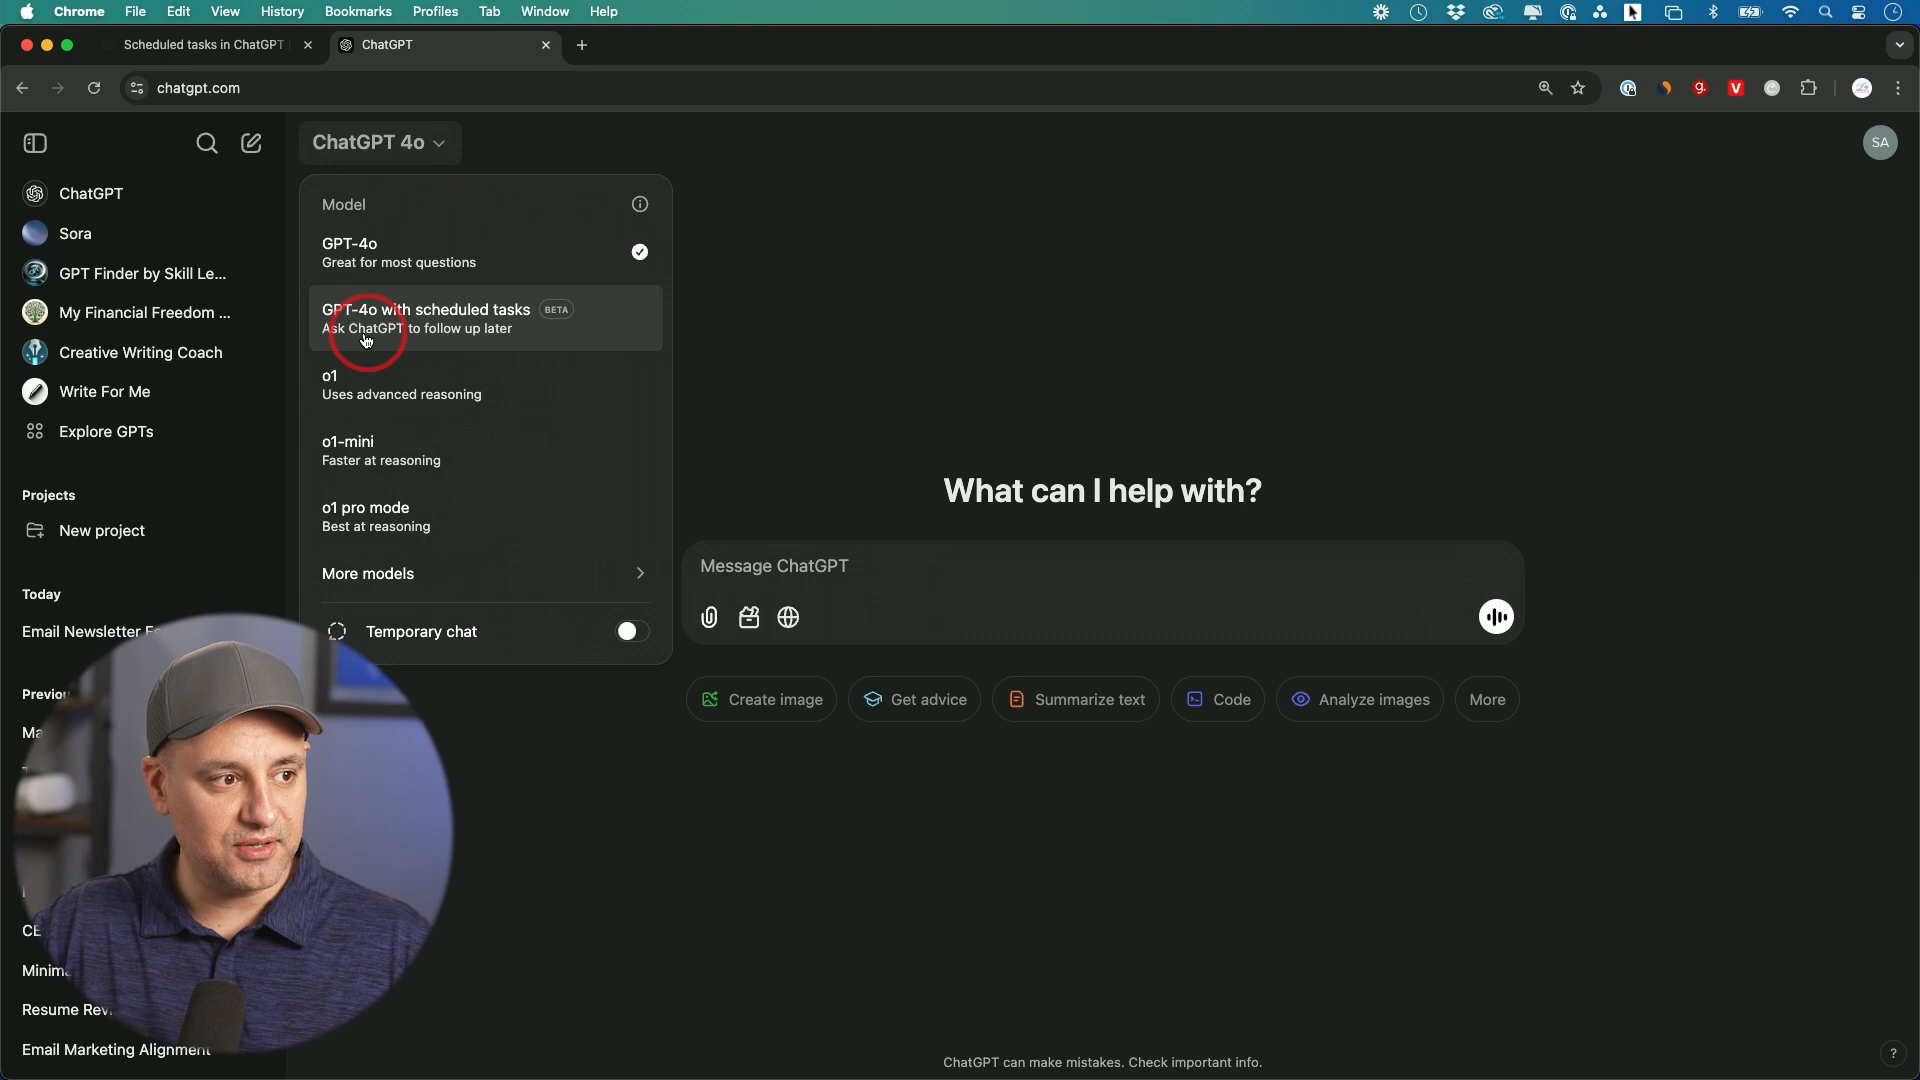 Chrome File Edit View History Bookmarks Profiles Tab Window Help
Scheduled tasks in ChatGPT
ChatGPT
chatgpt.com
ChatGPT
Sora
GPT Finder by Skill Le...
My Financial Freedom ...
Creative Writing Coach
Write For Me
Explore GPTs
Projects
New project
Today
Email Newsletter
Previou
Ma
CE
Minima
Resume Rev
Email Marketing Alignment
ChatGPT 4o
SA
Model
GPT-4o
Great for most questions
GPT-4o with scheduled tasks BETA
Ask ChatGPT to follow up later
o1
Uses advanced reasoning
o1-mini
Faster at reasoning
o1 pro mode
Best at reasoning
More models
Temporary chat
What can I help with?
Message ChatGPT
Create image Get advice Summarize text Code Analyze images More
ChatGPT can make mistakes. Check important info.
?